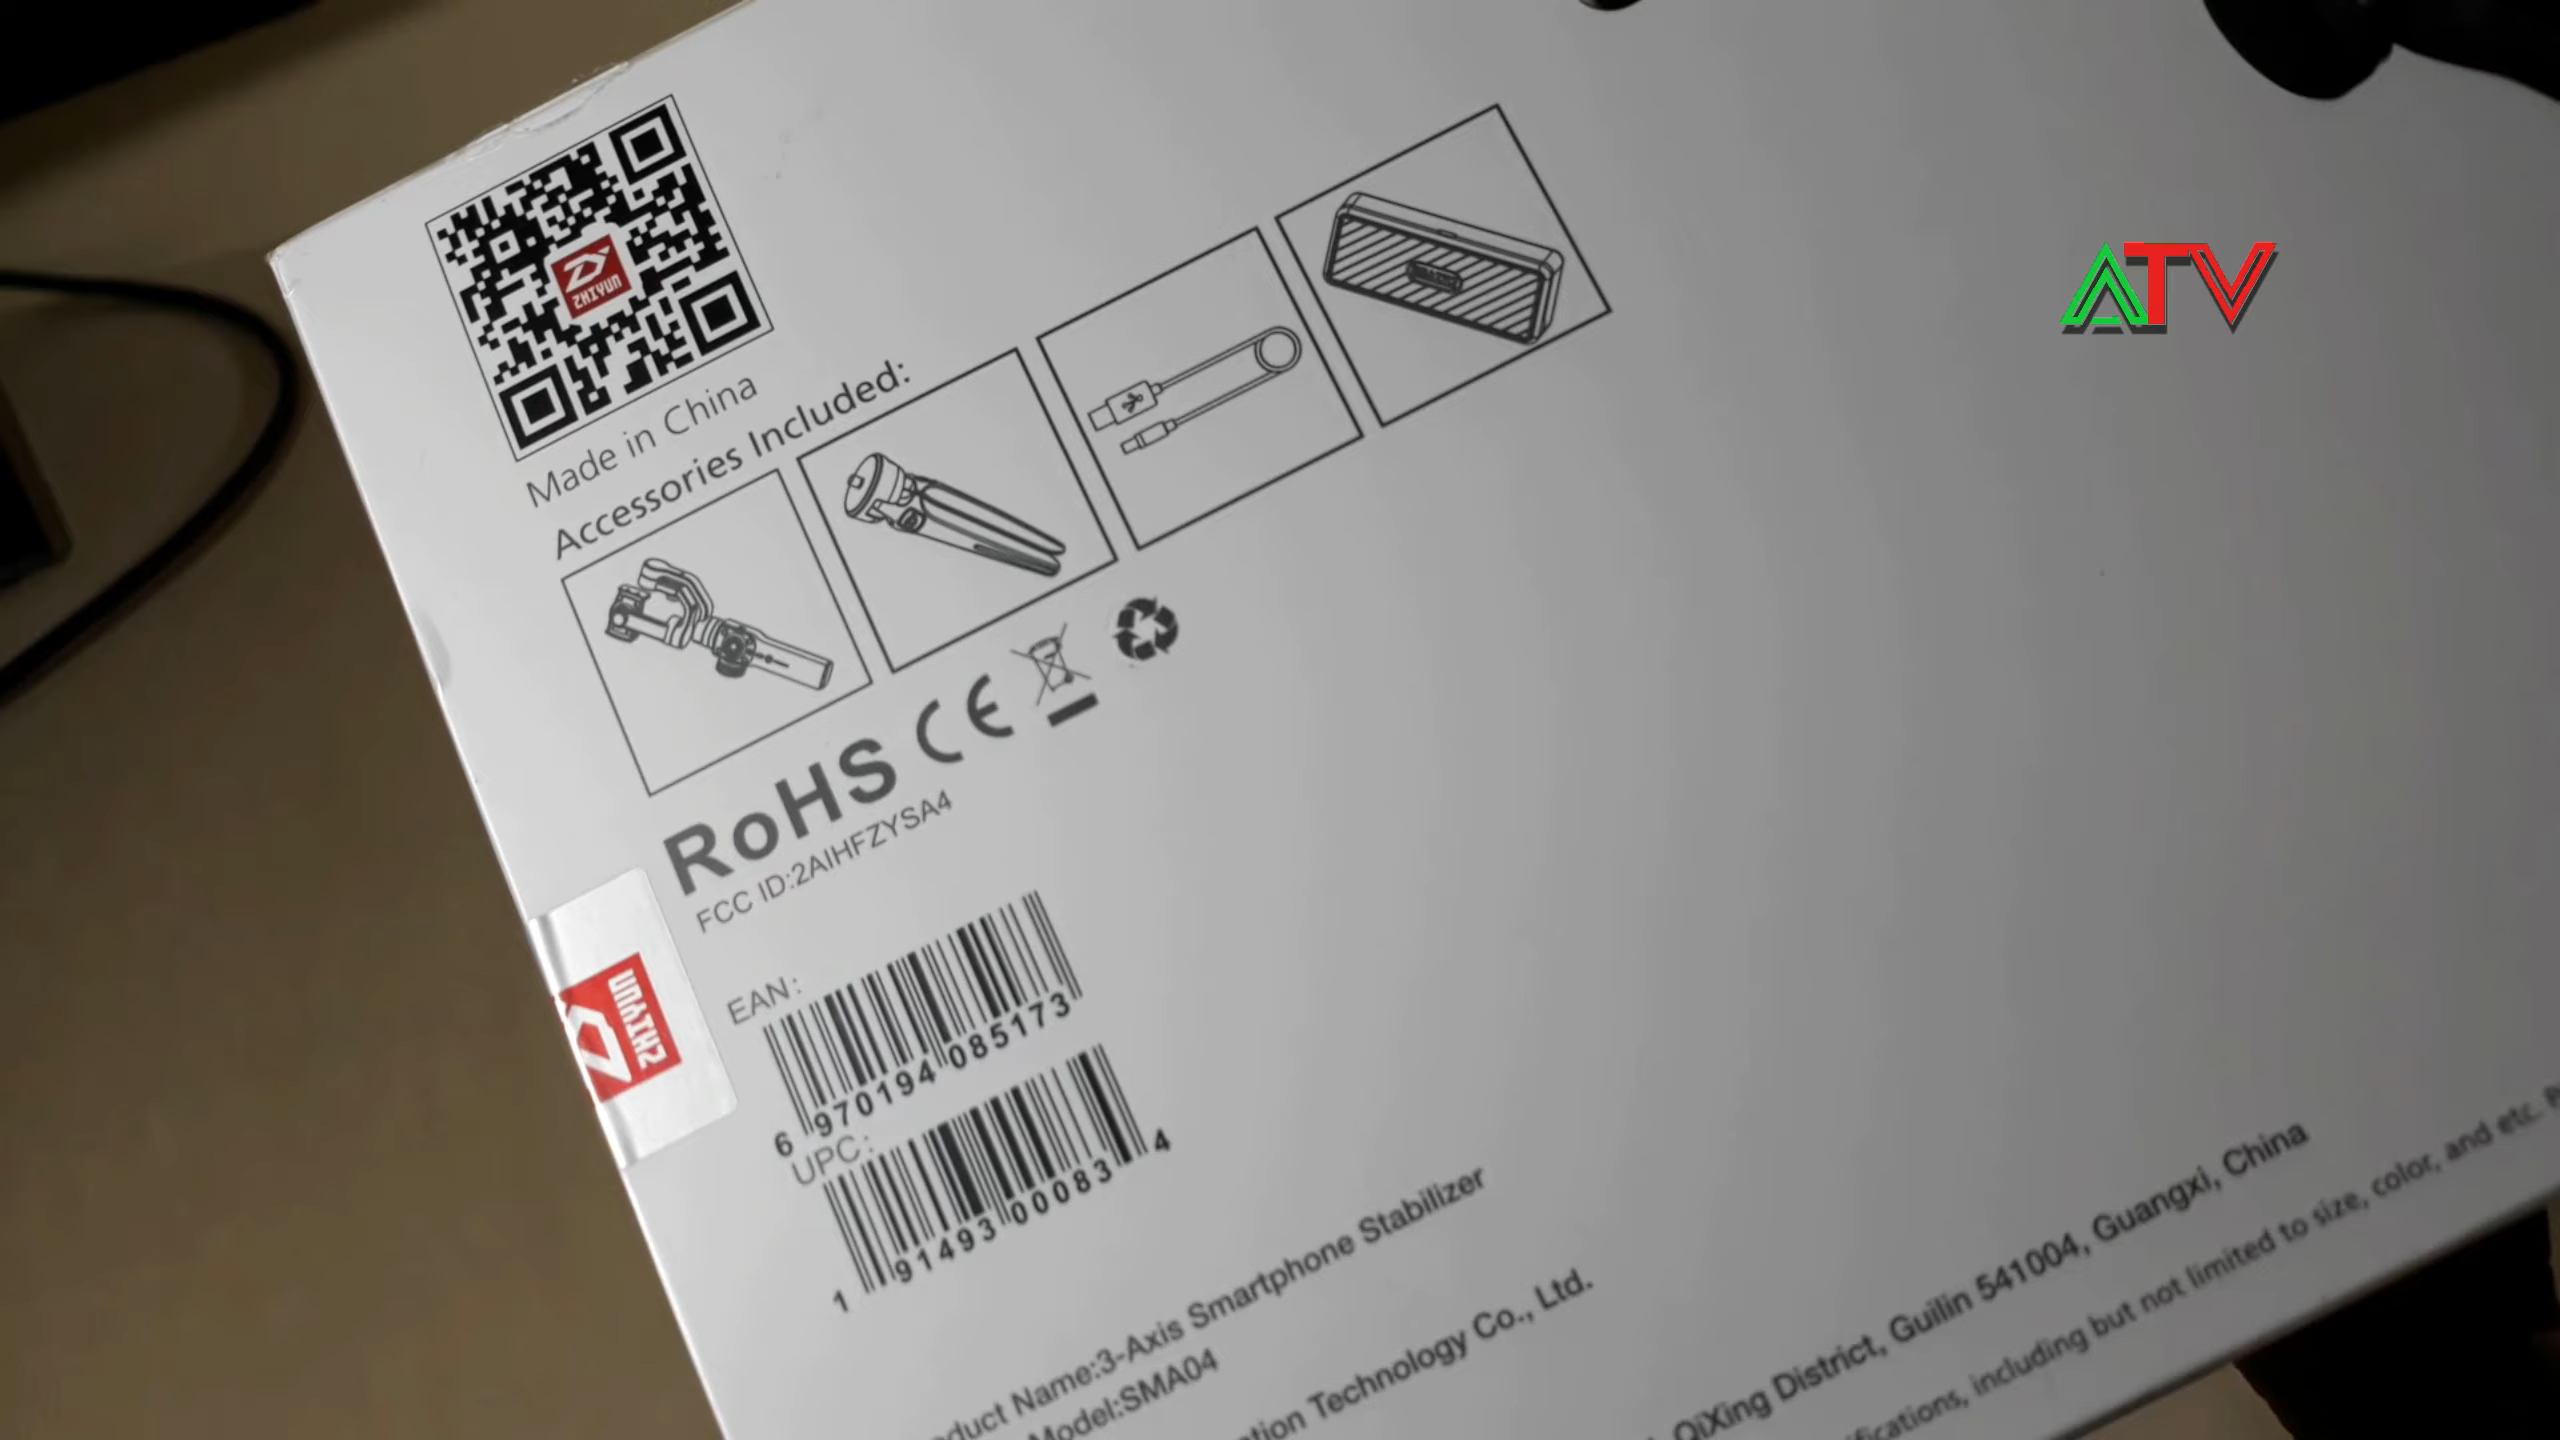 ZHIYUN
ATV
Made in China
Accessories Included:
RoHS CE
FCC ID:2AIHFZYSA4
ZHIYUN
EAN:
6 970194 085173
UPC:
1 91493 00083 4
Name:3-Axis Smartphone Stabilizer
Model:SMA04
Technology Co., Ltd.
QiXing District, Guilin 541004, Guangxi, China
including but not limited to size, color, and etc.